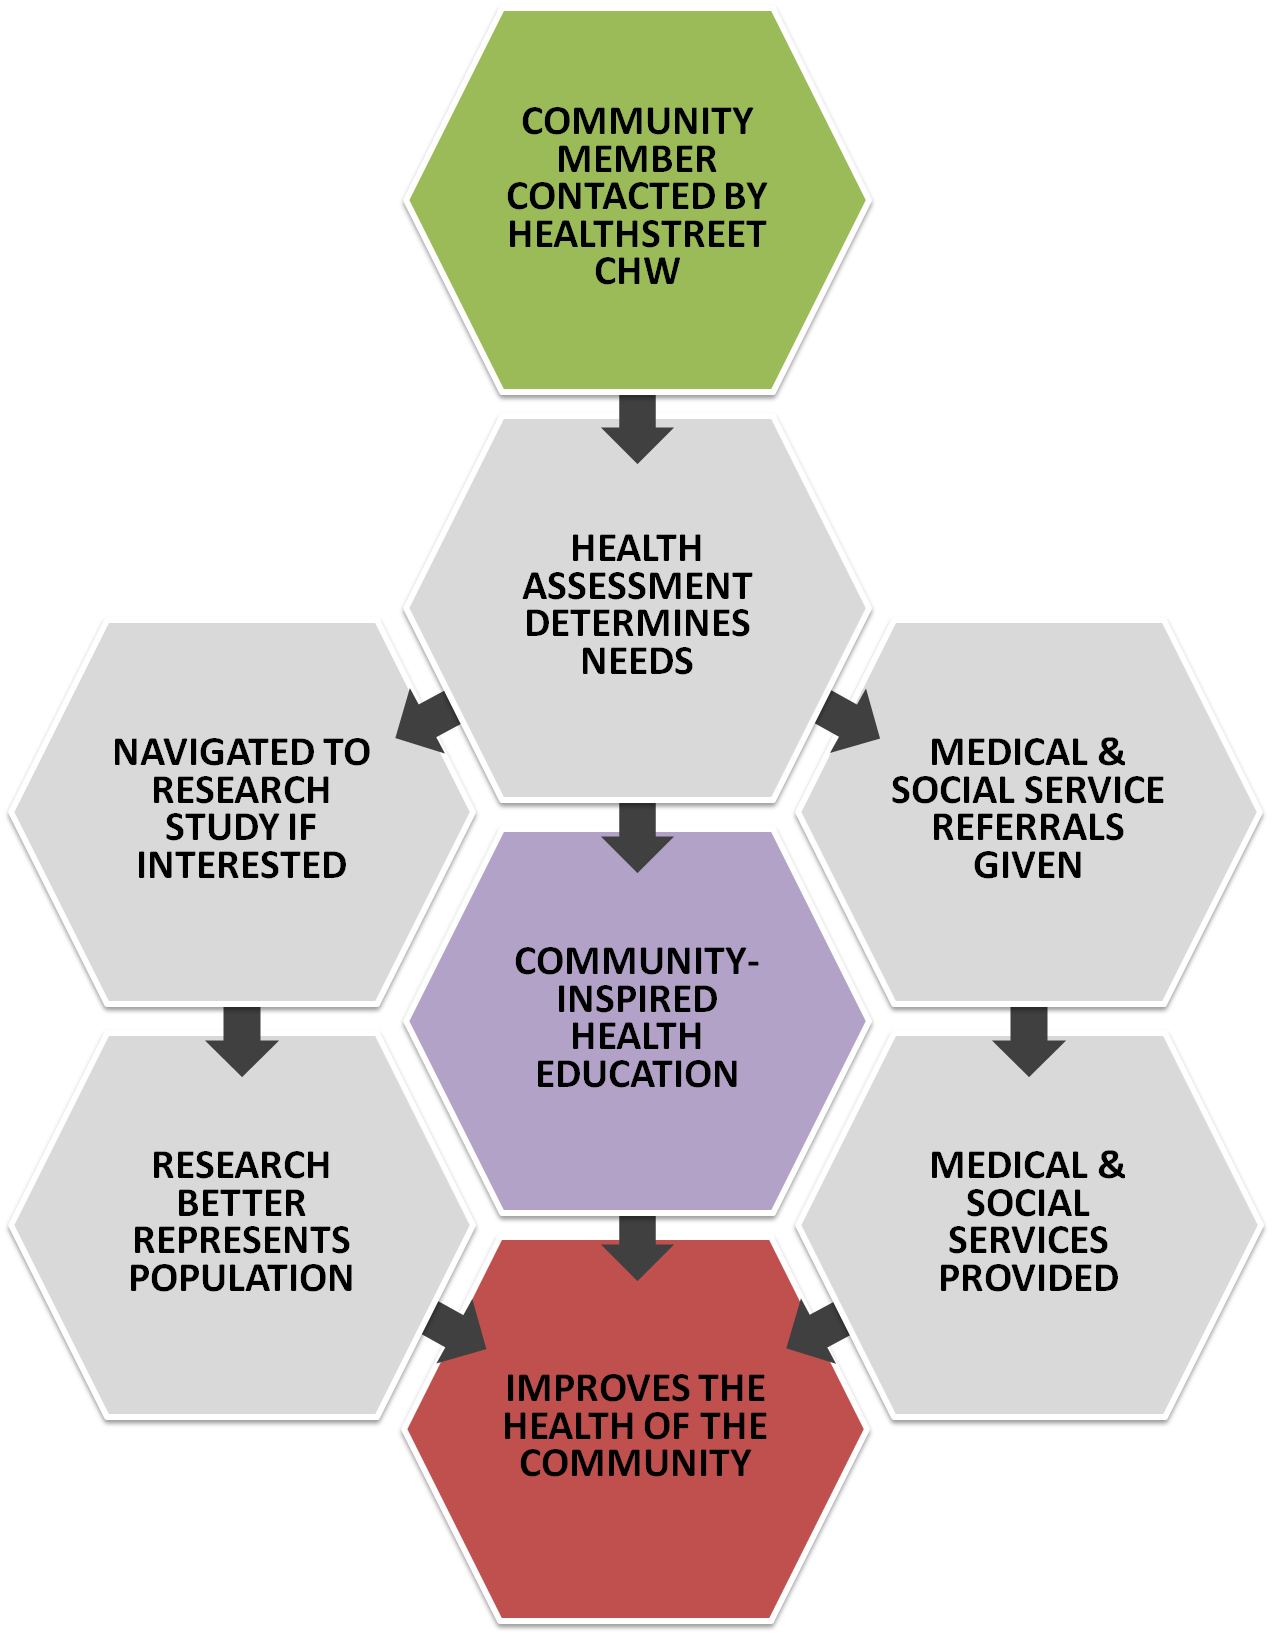 COMMUNITY
MEMBER
CONTACTED BY
HEALTHSTREET
CHW
HEALTH
ASSESSMENT
DETERMINES
NEEDS
NAVIGATED TO
RESEARCH
STUDY IF
INTERESTED
MEDICAL &
SOCIAL SERVICE
REFERRALS
GIVEN
COMMUNITY-
INSPIRED
HEALTH
EDUCATION
RESEARCH
BETTER
REPRESENTS
POPULATION
MEDICAL &
SOCIAL
SERVICES
PROVIDED
IMPROVES THE
HEALTH OF THE
COMMUNITY